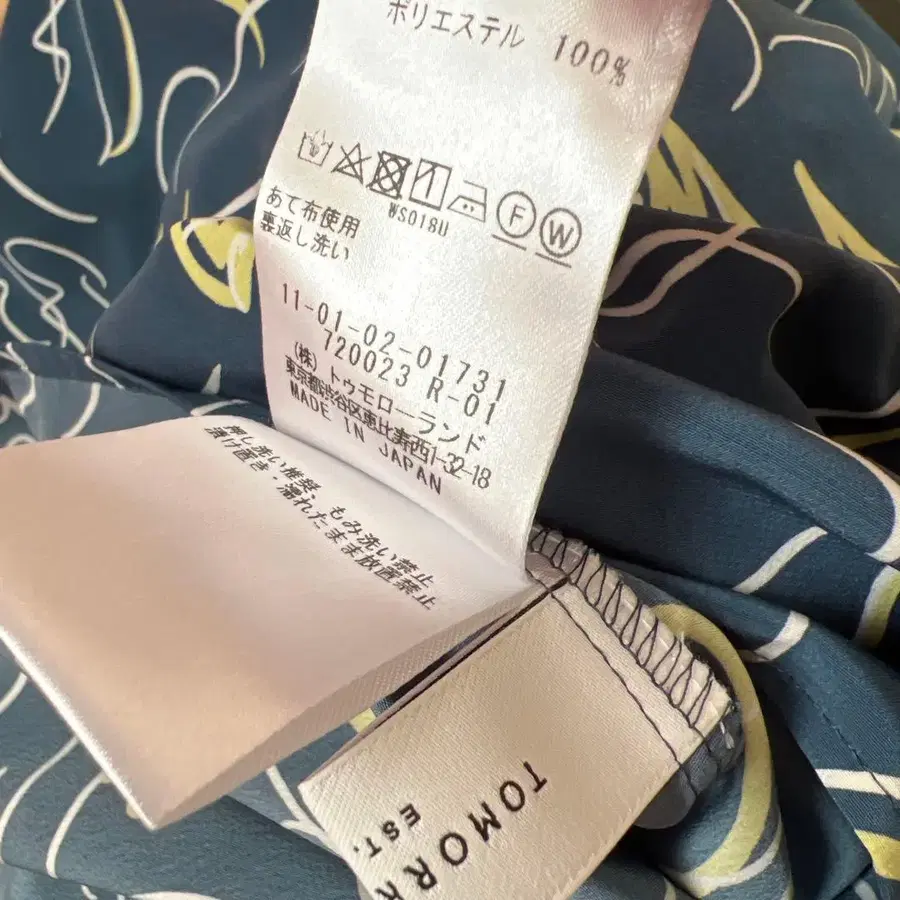 ポリエステル 100%
WS018U
あて布使用
裏返し洗い
F W
11-01-02-01731
720023 R-01
(株)トゥモローランド
東京都渋谷区恵比寿西1-32-18
MADE IN JAPAN
押し洗い推奨、もみ洗い禁止
漬け置き・濡れたまま放置禁止
TOMORR
EST.